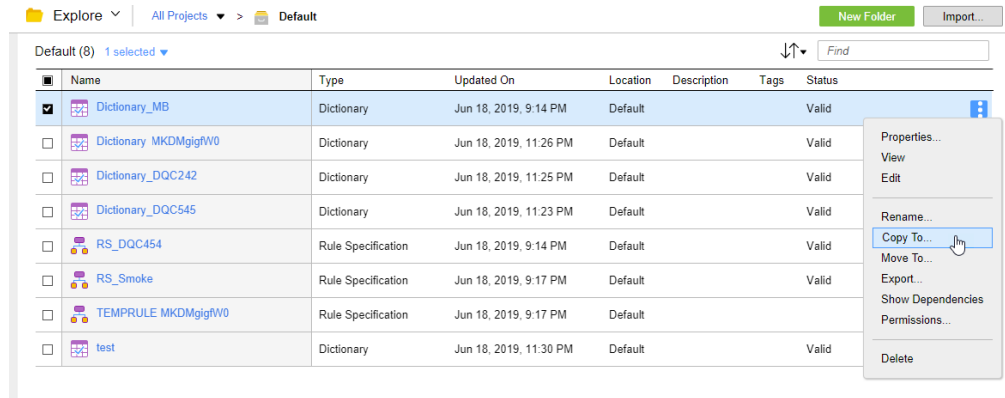 Explore All Projects > Default New Folder Import...
Default (8) 1 selected Find
Name Type Updated On Location Description Tags Status
Dictionary_MB Dictionary Jun 18, 2019, 9:14 PM Default Valid
Dictionary MKDMgigfW0 Dictionary Jun 18, 2019, 11:26 PM Default Valid
Dictionary_DQC242 Dictionary Jun 18, 2019, 11:25 PM Default Valid
Dictionary_DQC545 Dictionary Jun 18, 2019, 11:23 PM Default Valid
RS_DQC454 Rule Specification Jun 18, 2019, 9:14 PM Default Valid
RS_Smoke Rule Specification Jun 18, 2019, 9:17 PM Default Valid
TEMPRULE MKDMgigfW0 Rule Specification Jun 18, 2019, 9:17 PM Default Valid
test Dictionary Jun 18, 2019, 11:30 PM Default Valid
Properties...
View
Edit
Rename...
Copy To...
Move To...
Export...
Show Dependencies
Permissions...
Delete